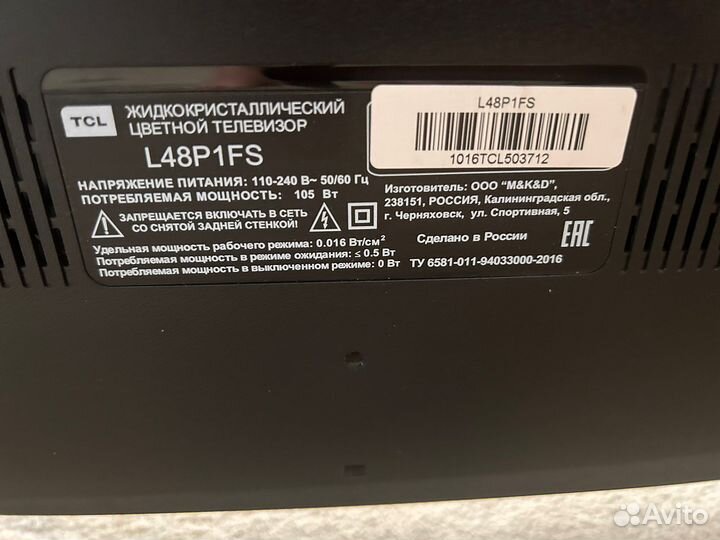 TCL
ЖИДКОКРИСТАЛЛИЧЕСКИЙ
ЦВЕТНОЙ ТЕЛЕВИЗОР
L48P1FS
НАПРЯЖЕНИЕ ПИТАНИЯ: 110-240 В~ 50/60 Гц
ПОТРЕБЛЯЕМАЯ МОЩНОСТЬ: 105 Вт
ЗАПРЕЩАЕТСЯ ВКЛЮЧАТЬ В СЕТЬ
СО СНЯТОЙ ЗАДНЕЙ СТЕНКОЙ!
Удельная мощность рабочего режима: 0.016 Вт/см²
Потребляемая мощность в режиме ожидания: ≤ 0.5 Вт
Потребляемая мощность в выключенном режиме: 0 Вт
L48P1FS
1016TCL503712
Изготовитель: ООО "M&K&D",
238151, РОССИЯ, Калининградская обл.,
г. Черняховск, ул. Спортивная, 5
Сделано в России
EAC
ТУ 6581-011-94033000-2016
Avito